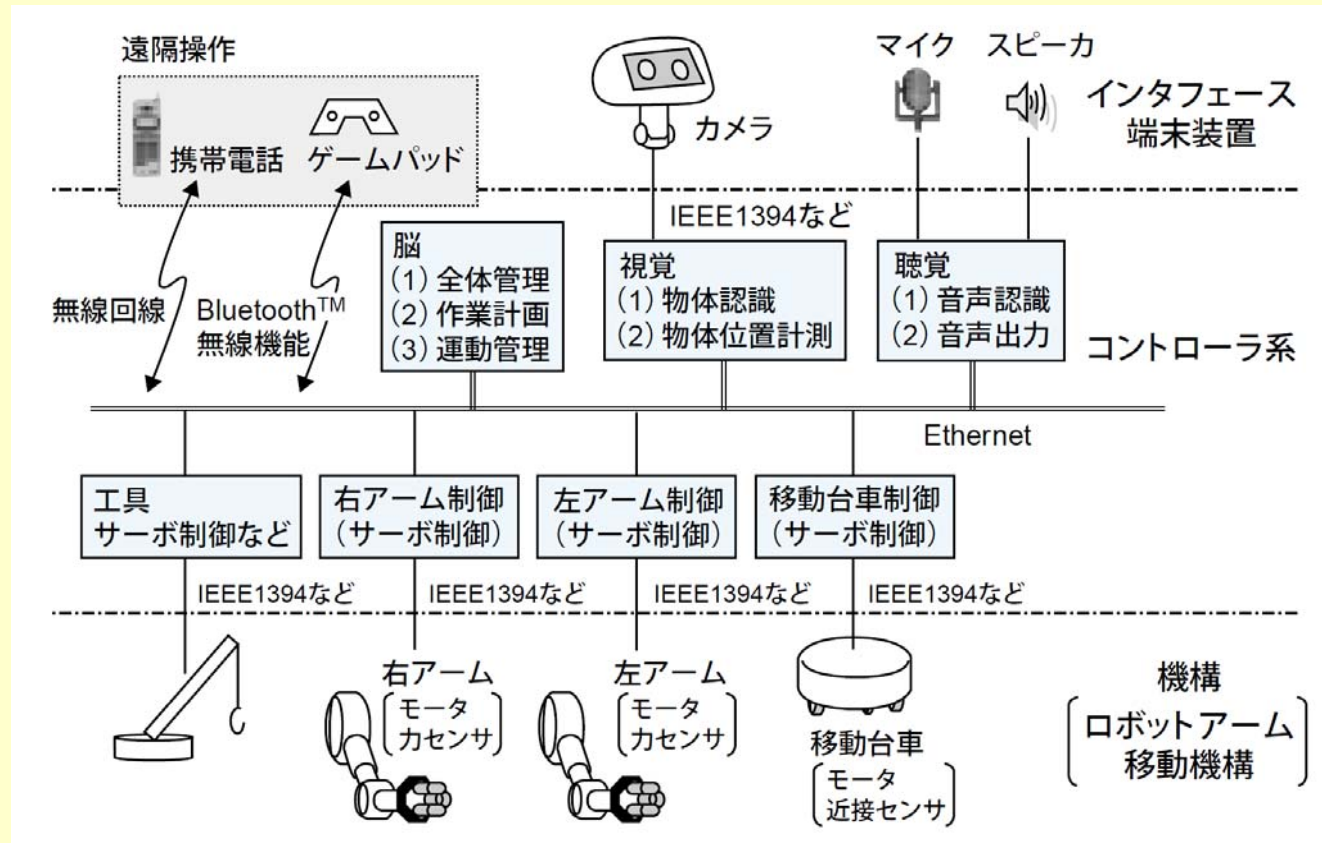 遠隔操作
携帯電話
ゲームパッド
カメラ
マイク
スピーカ
インタフェース
端末装置
IEEE1394など
無線回線
Bluetooth™
無線機能
脳
(1) 全体管理
(2) 作業計画
(3) 運動管理
視覚
(1) 物体認識
(2) 物体位置計測
聴覚
(1) 音声認識
(2) 音声出力
コントローラ系
Ethernet
工具
サーボ制御など
右アーム制御
(サーボ制御)
左アーム制御
(サーボ制御)
移動台車制御
(サーボ制御)
IEEE1394など
IEEE1394など
IEEE1394など
IEEE1394など
右アーム
モータ
力センサ
左アーム
モータ
力センサ
移動台車
モータ
近接センサ
機構
ロボットアーム
移動機構